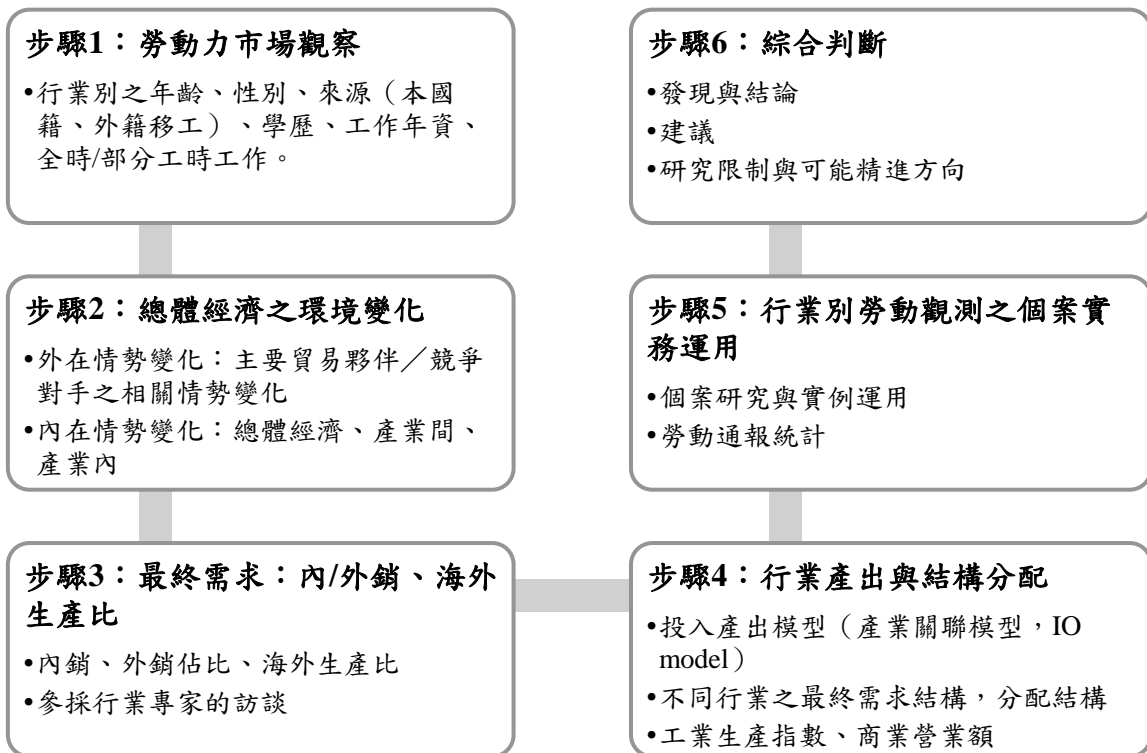 步驟1：勞動力市場觀察
•行業別之年齡、性別、來源（本國
籍、外籍移工）、學歷、工作年資、
全時/部分工時工作。
步驟2：總體經濟之環境變化
•外在情勢變化：主要貿易夥伴／競爭
對手之相關情勢變化
•內在情勢變化：總體經濟、產業間、
產業內
步驟3：最終需求：內/外銷、海外
生產比
•內銷、外銷佔比、海外生產比
•參採行業專家的訪談
步驟4：行業產出與結構分配
•投入產出模型（產業關聯模型，IO
model）
•不同行業之最終需求結構，分配結構
•工業生產指數、商業營業額
步驟5：行業別勞動觀測之個案實
務運用
•個案研究與實例運用
•勞動通報統計
步驟6：綜合判斷
•發現與結論
•建議
•研究限制與可能精進方向